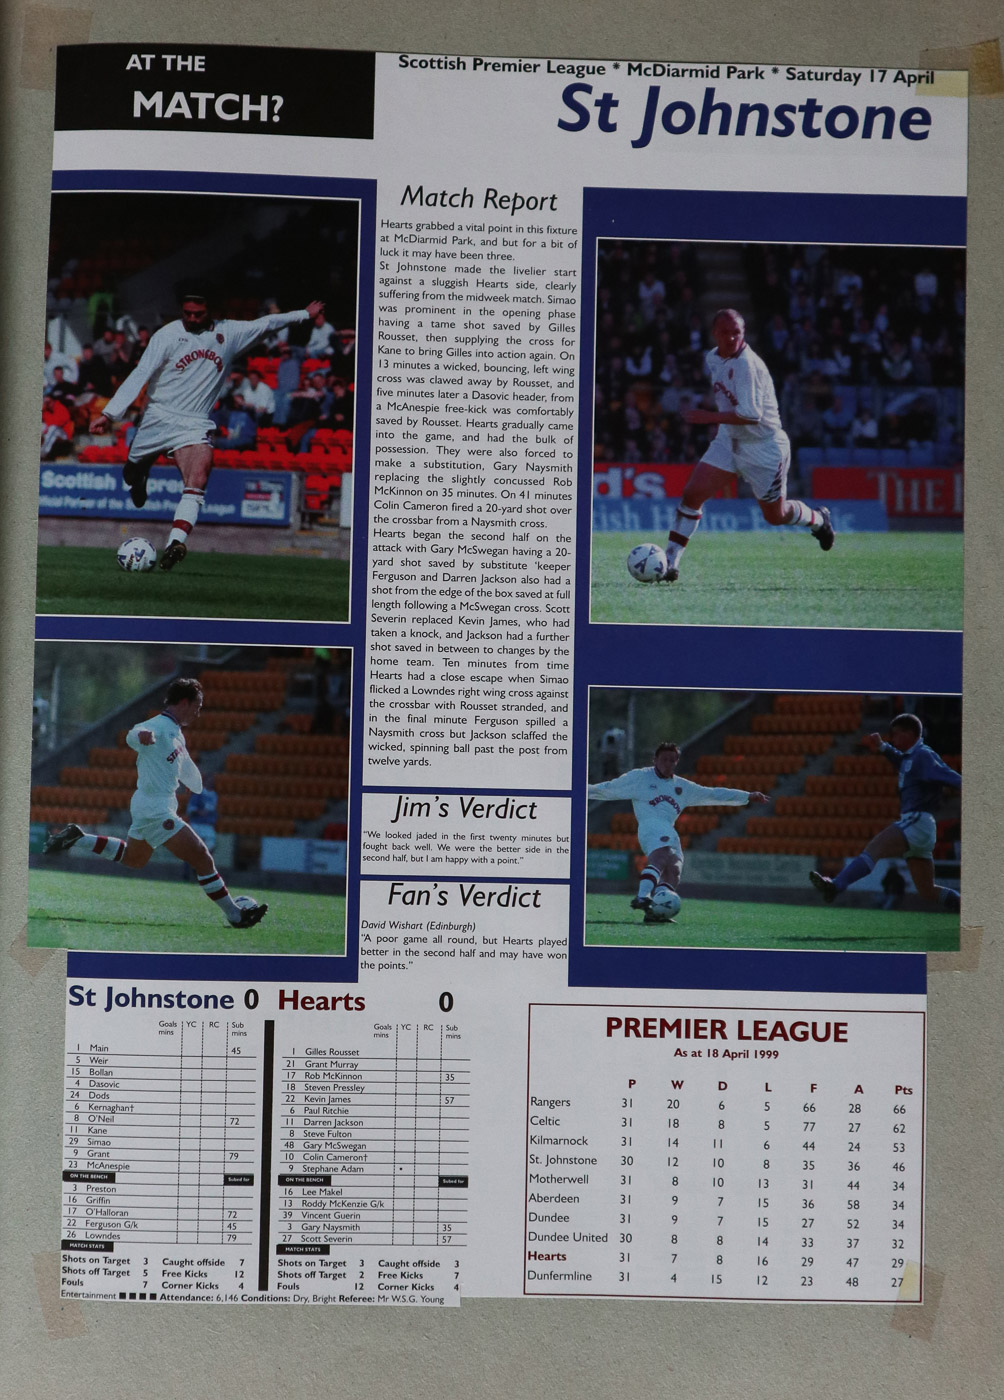 AT THE
MATCH?
Scottish Premier League * McDiarmid Park * Saturday 17 April
St Johnstone
Match Report
Hearts grabbed a vital point in this fixture
at McDiarmid Park, and but for a bit of
luck it may have been three.
St Johnstone made the livelier start
against a sluggish Hearts side, clearly
suffering from the midweek match. Simao
was prominent in the opening phase
having a tame shot saved by Gilles
Rousset, then supplying the cross for
Kane to bring Gilles into action again. On
13 minutes a wicked, bouncing, left wing
cross was clawed away by Rousset, and
five minutes later a Dasovic header, from
a McAnespie free-kick was comfortably
saved by Rousset. Hearts gradually came
into the game, and had the bulk of
possession. They were also forced to
make a substitution, Gary Naysmith
replacing the slightly concussed Rob
McKinnon on 35 minutes. On 41 minutes
Colin Cameron fired a 20-yard shot over
the crossbar from a Naysmith cross.
Hearts began the second half on the
attack with Gary McSwegan having a 20-
yard shot saved by substitute 'keeper
Ferguson and Darren Jackson also had a
shot from the edge of the box saved at full
length following a McSwegan cross. Scott
Severin replaced Kevin James, who had
taken a knock, and Jackson had a further
shot saved in between to changes by the
home team. Ten minutes from time
Hearts had a close escape when Simao
flicked a Lowndes right wing cross against
the crossbar with Rousset stranded, and
in the final minute Ferguson spilled a
Naysmith cross but Jackson sclaffed the
wicked, spinning ball past the post from
twelve yards.
Jim's Verdict
"We looked jaded in the first twenty minutes but
fought back well. We were the better side in the
second half, but I am happy with a point."
Fan's Verdict
David Wishart (Edinburgh)
"A poor game all round, but Hearts played
better in the second half and may have won
the points."
STRONGBOW
Scottish
League
STRONGBOW
St Johnstone 0
Goals mins YC RC Sub mins
1 Main 45
5 Weir
15 Bollan
4 Dasovic
24 Dods
6 Kernaghan†
8 O'Neil 72
11 Kane
29 Simao
9 Grant 79
23 McAnespie
ON THE BENCH Subed for
3 Preston
16 Griffin
17 O'Halloran 72
22 Ferguson G/k 45
26 Lowndes 79
MATCH STATS
Shots on Target 3 Caught offside 7
Shots off Target 5 Free Kicks 12
Fouls 7 Corner Kicks 4
Hearts 0
Goals mins YC RC Sub mins
1 Gilles Rousset
21 Grant Murray
17 Rob McKinnon 35
18 Steven Pressley
22 Kevin James 57
6 Paul Ritchie
11 Darren Jackson
8 Steve Fulton
48 Gary McSwegan
10 Colin Cameron†
9 Stephane Adam •
ON THE BENCH Subed for
16 Lee Makel
13 Roddy McKenzie G/k
39 Vincent Guerin
3 Gary Naysmith 35
27 Scott Severin 57
MATCH STATS
Shots on Target 3 Caught offside 3
Shots off Target 2 Free Kicks 7
Fouls 12 Corner Kicks 4
Entertainment ■ ■ ■ ■ Attendance: 6,146 Conditions: Dry, Bright Referee: Mr W.S.G. Young
PREMIER LEAGUE
As at 18 April 1999
P W D L F A Pts
Rangers 31 20 6 5 66 28 66
Celtic 31 18 8 5 77 27 62
Kilmarnock 31 14 11 6 44 24 53
St. Johnstone 30 12 10 8 35 36 46
Motherwell 31 8 10 13 31 44 34
Aberdeen 31 9 7 15 36 58 34
Dundee 31 9 7 15 27 52 34
Dundee United 30 8 8 14 33 37 32
Hearts 31 7 8 16 29 47 29
Dunfermline 31 4 15 12 23 48 27